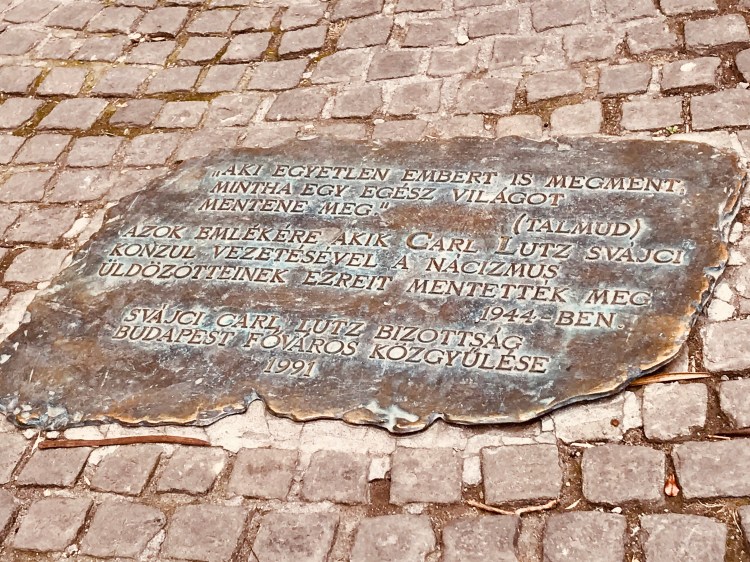 „AKI EGYETLEN EMBERT IS MEGMENT,
MINTHA EGY EGÉSZ VILÁGOT
MENTENE MEG."
(TALMUD)
AZOK EMLÉKÉRE AKIK CARL LUTZ SVÁJCI
KONZUL VEZETÉSÉVEL A NÁCIZMUS
ÜLDÖZÖTTEINEK EZREIT MENTETTÉK MEG
1944-BEN.
SVÁJCI CARL LUTZ BIZOTTSÁG
BUDAPEST FŐVÁROS KÖZGYŰLÉSE
1991